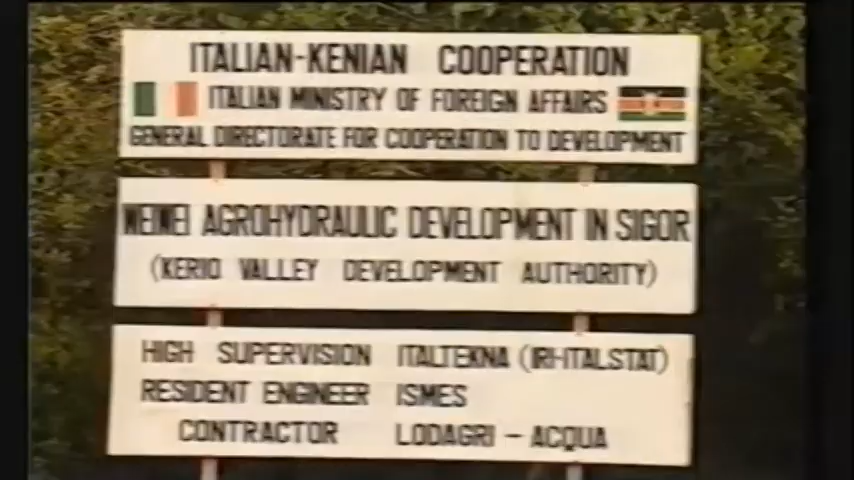 ITALIAN-KENIAN COOPERATION
ITALIAN MINISTRY OF FOREIGN AFFAIRS
GENERAL DIRECTORATE FOR COOPERATION TO DEVELOPMENT
WEIWEI AGROHYDRAULIC DEVELOPMENT IN SIGOR
(KERIO VALLEY DEVELOPMENT AUTHORITY)
HIGH SUPERVISION ITALTEKNA (IRI-ITALSTAT)
RESIDENT ENGINEER ISMES
CONTRACTOR LODAGRI - ACQUA